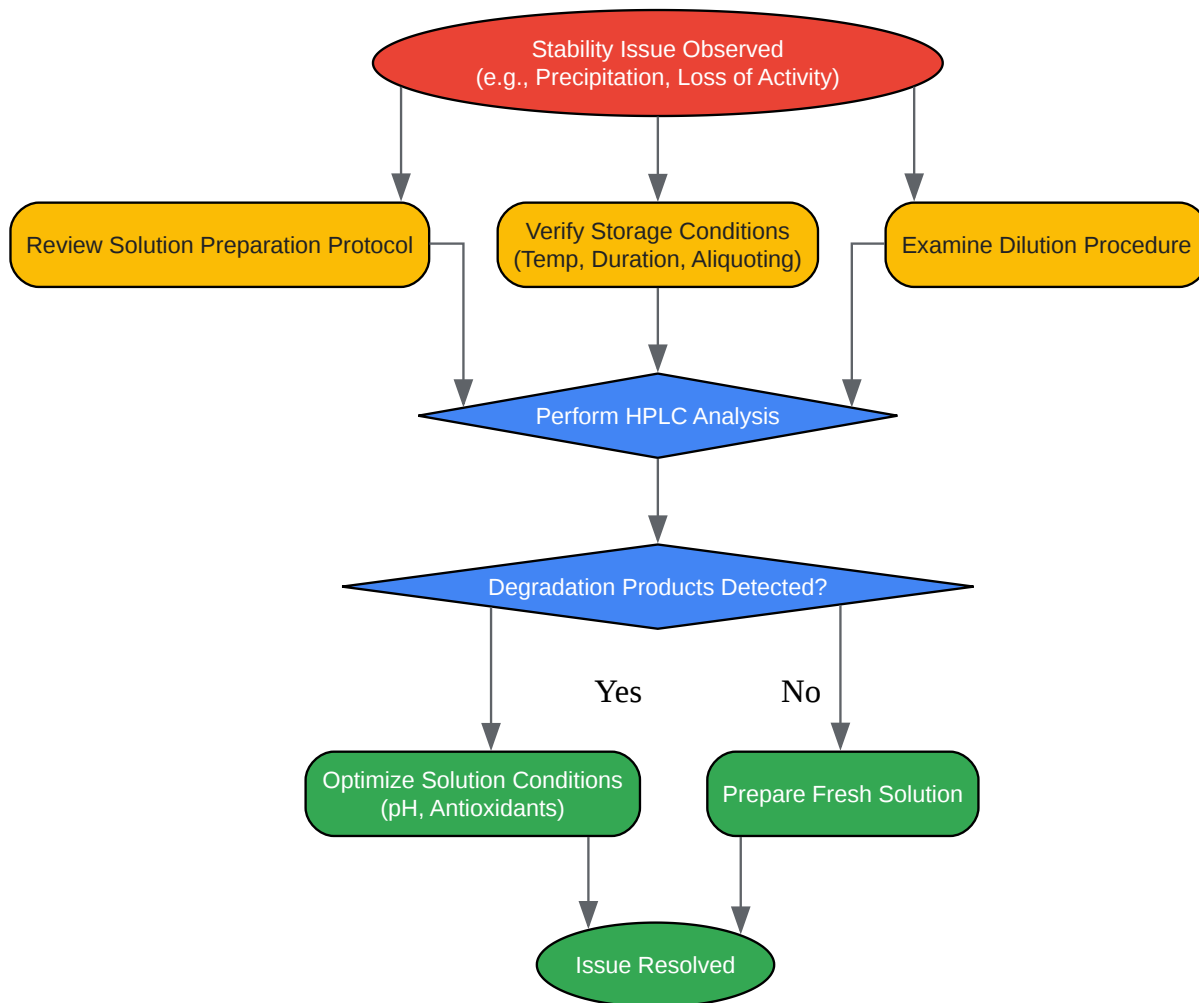 Stability Issue Observed
(e.g., Precipitation, Loss of Activity)
Review Solution Preparation Protocol
Verify Storage Conditions
(Temp, Duration, Aliquoting)
Examine Dilution Procedure
Perform HPLC Analysis
Degradation Products Detected?
Yes
No
Optimize Solution Conditions
(pH, Antioxidants)
Prepare Fresh Solution
Issue Resolved